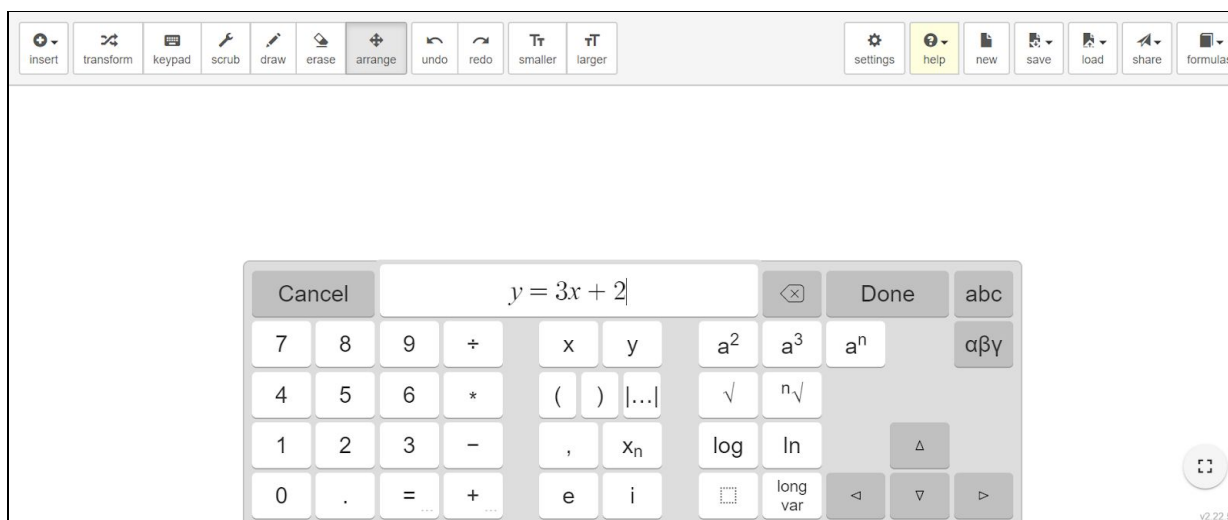 insert transform keypad scrub draw erase arrange undo redo smaller larger settings help new save load share formulas
Cancel y = 3x + 2 Done abc
7 8 9 ÷ x y a² a³ aⁿ αβγ
4 5 6 * ( ) |...| √ ⁿ√
1 2 3 − , xₙ log ln
0 . = + e i long var
v2.22